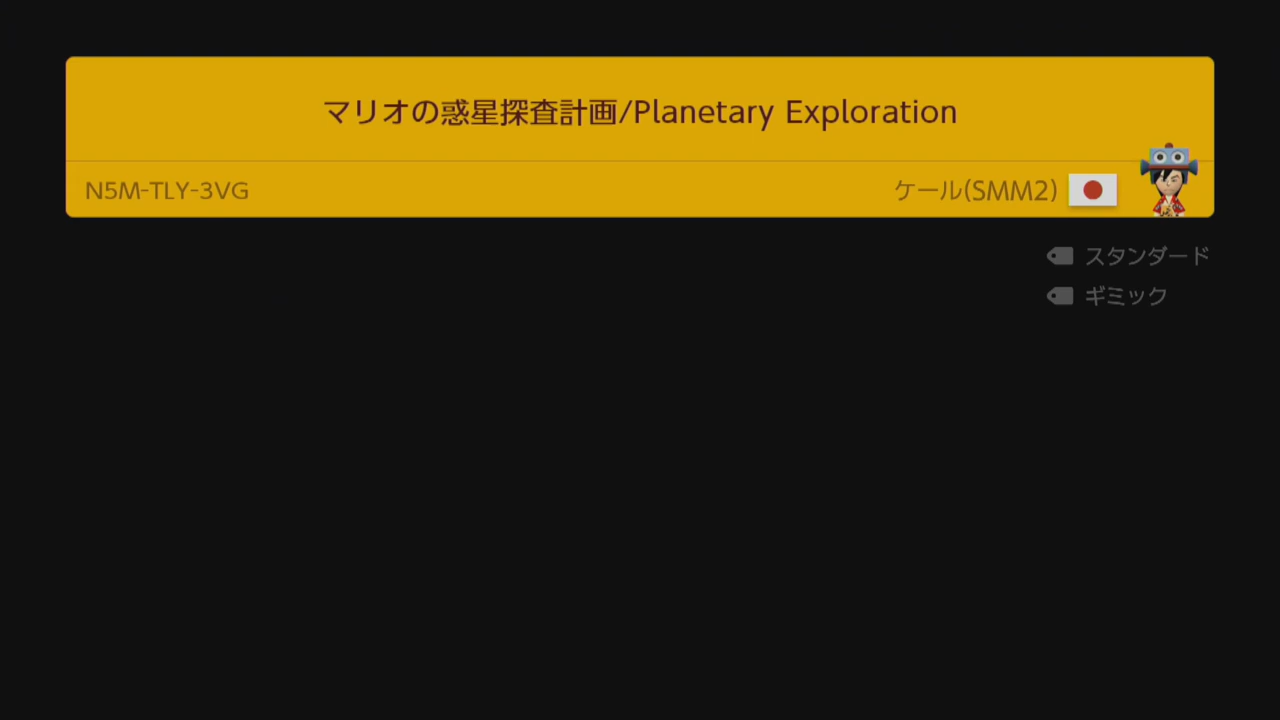 マリオの惑星探査計画/Planetary Exploration
N5M-TLY-3VG
ケール(SMM2)
スタンダード
ギミック